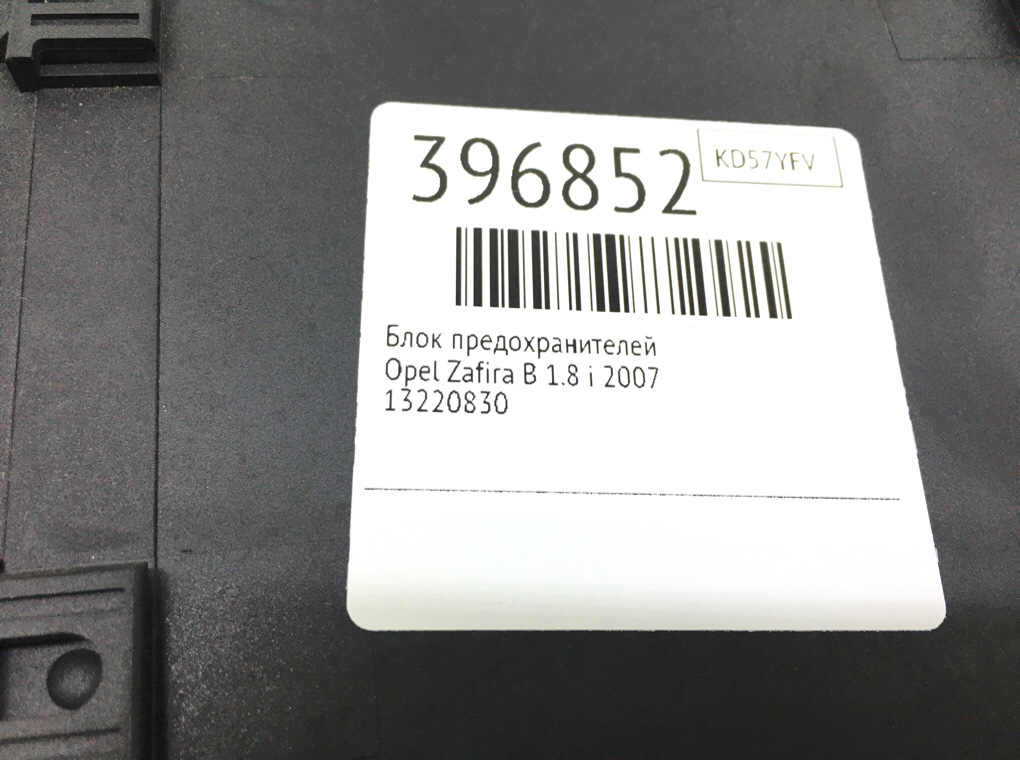 396852
KD57YFV
Блок предохранителей
Opel Zafira B 1.8 i 2007
13220830